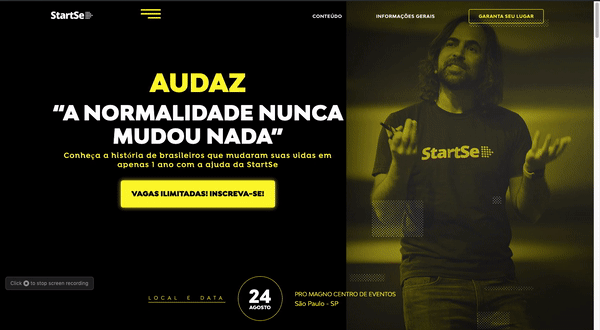 StartSe
CONTEÚDO
INFORMAÇÕES GERAIS
GARANTA SEU LUGAR
AUDAZ
“A NORMALIDADE NUNCA
MUDOU NADA”
Conheça a história de brasileiros que mudaram suas vidas em
apenas 1 ano com a ajuda da StartSe
VAGAS ILIMITADAS! INSCREVA-SE!
StartSe
Click to stop screen recording
LOCAL E DATA
24
AGOSTO
PRO MAGNO CENTRO DE EVENTOS
São Paulo - SP